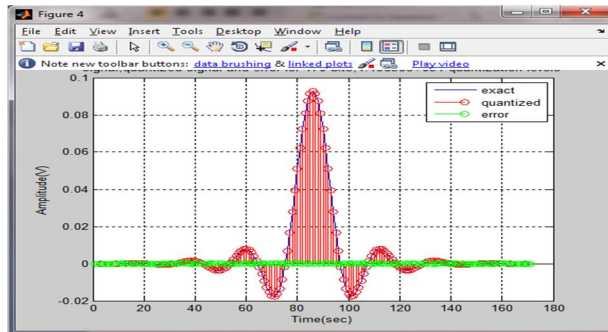 Figure 4
File Edit View Insert Tools Desktop Window Help
Note new toolbar buttons: data brushing & linked plots Play video
0.1
0.08
0.06
0.04
0.02
0
-0.02
Amplitude(V)
exact
quantized
error
0 20 40 60 80 100 120 140 160 180
Time(sec)